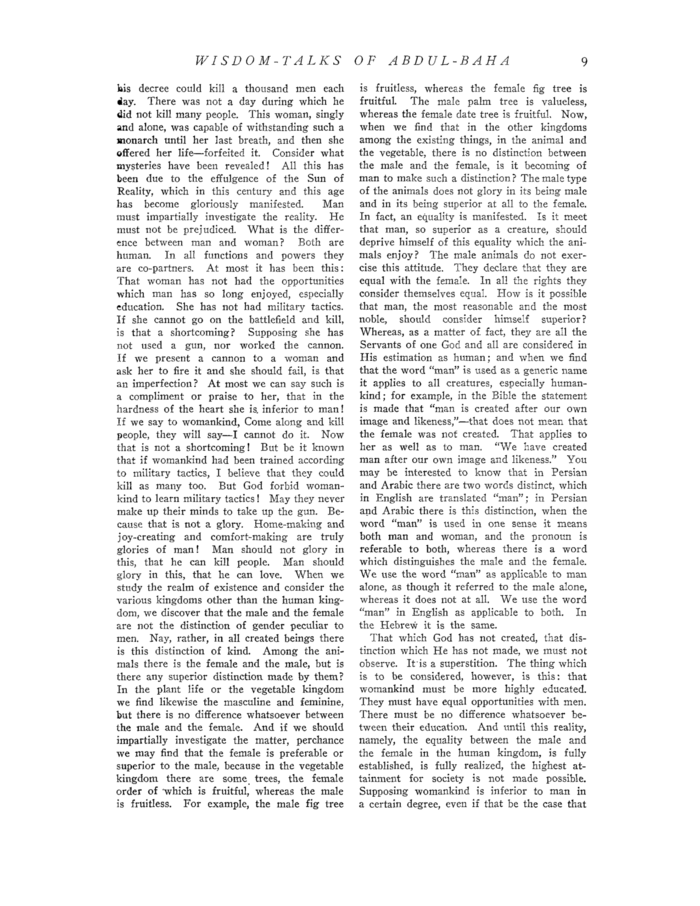 WISDOM-TALKS OF ABDUL-BAHA 9
his decree could kill a thousand men each
day. There was not a day during which he
did not kill many people. This woman, singly
and alone, was capable of withstanding such a
monarch until her last breath, and then she
offered her life—forfeited it. Consider what
mysteries have been revealed! All this has
been due to the effulgence of the Sun of
Reality, which in this century and this age
has become gloriously manifested. Man
must impartially investigate the reality. He
must not be prejudiced. What is the differ-
ence between man and woman? Both are
human. In all functions and powers they
are co-partners. At most it has been this:
That woman has not had the opportunities
which man has so long enjoyed, especially
education. She has not had military tactics.
If she cannot go on the battlefield and kill,
is that a shortcoming? Supposing she has
not used a gun, nor worked the cannon.
If we present a cannon to a woman and
ask her to fire it and she should fail, is that
an imperfection? At most we can say such is
a compliment or praise to her, that in the
hardness of the heart she is inferior to man!
If we say to womankind, Come along and kill
people, they will say—I cannot do it. Now
that is not a shortcoming! But be it known
that if womankind had been trained according
to military tactics, I believe that they could
kill as many too. But God forbid woman-
kind to learn military tactics! May they never
make up their minds to take up the gun. Be-
cause that is not a glory. Home-making and
joy-creating and comfort-making are truly
glories of man! Man should not glory in
this, that he can kill people. Man should
glory in this, that he can love. When we
study the realm of existence and consider the
various kingdoms other than the human king-
dom, we discover that the male and the female
are not the distinction of gender peculiar to
men. Nay, rather, in all created beings there
is this distinction of kind. Among the ani-
mals there is the female and the male, but is
there any superior distinction made by them?
In the plant life or the vegetable kingdom
we find likewise the masculine and feminine,
but there is no difference whatsoever between
the male and the female. And if we should
impartially investigate the matter, perchance
we may find that the female is preferable or
superior to the male, because in the vegetable
kingdom there are some trees, the female
order of which is fruitful, whereas the male
is fruitless. For example, the male fig tree
is fruitless, whereas the female fig tree is
fruitful. The male palm tree is valueless,
whereas the female date tree is fruitful. Now,
when we find that in the other kingdoms
among the existing things, in the animal and
the vegetable, there is no distinction between
the male and the female, is it becoming of
man to make such a distinction? The male type
of the animals does not glory in its being male
and in its being superior at all to the female.
In fact, an equality is manifested. Is it meet
that man, so superior as a creature, should
deprive himself of this equality which the ani-
mals enjoy? The male animals do not exer-
cise this attitude. They declare that they are
equal with the female. In all the rights they
consider themselves equal. How is it possible
that man, the most reasonable and the most
noble, should consider himself superior?
Whereas, as a matter of fact, they are all the
Servants of one God and all are considered in
His estimation as human; and when we find
that the word "man" is used as a generic name
it applies to all creatures, especially human-
kind; for example, in the Bible the statement
is made that "man is created after our own
image and likeness,"—that does not mean that
the female was not created. That applies to
her as well as to man. "We have created
man after our own image and likeness." You
may be interested to know that in Persian
and Arabic there are two words distinct, which
in English are translated "man"; in Persian
and Arabic there is this distinction, when the
word "man" is used in one sense it means
both man and woman, and the pronoun is
referable to both, whereas there is a word
which distinguishes the male and the female.
We use the word "man" as applicable to man
alone, as though it referred to the male alone,
whereas it does not at all. We use the word
"man" in English as applicable to both. In
the Hebrew it is the same.
That which God has not created, that dis-
tinction which He has not made, we must not
observe. It is a superstition. The thing which
is to be considered, however, is this: that
womankind must be more highly educated.
They must have equal opportunities with men.
There must be no difference whatsoever be-
tween their education. And until this reality,
namely, the equality between the male and
the female in the human kingdom, is fully
established, is fully realized, the highest at-
tainment for society is not made possible.
Supposing womankind is inferior to man in
a certain degree, even if that be the case that